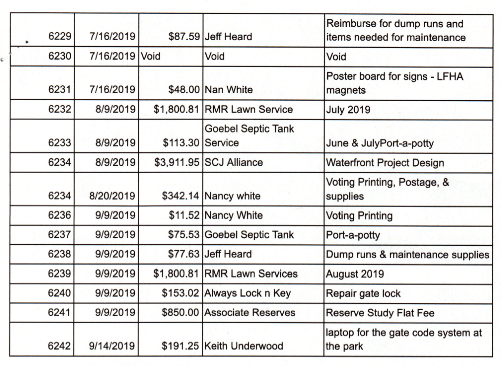 6229 7/16/2019 $87.59 Jeff Heard Reimburse for dump runs and
items needed for maintenance
6230 7/16/2019 Void Void Void
6231 7/16/2019 $48.00 Nan White Poster board for signs - LFHA
magnets
6232 8/9/2019 $1,800.81 RMR Lawn Service July 2019
6233 8/9/2019 $113.30 Goebel Septic Tank
Service June & JulyPort-a-potty
6234 8/9/2019 $3,911.95 SCJ Alliance Waterfront Project Design
6234 8/20/2019 $342.14 Nancy white Voting Printing, Postage, &
supplies
6236 9/9/2019 $11.52 Nancy White Voting Printing
6237 9/9/2019 $75.53 Goebel Septic Tank Port-a-potty
6238 9/9/2019 $77.63 Jeff Heard Dump runs & maintenance supplies
6239 9/9/2019 $1,800.81 RMR Lawn Services August 2019
6240 9/9/2019 $153.02 Always Lock n Key Repair gate lock
6241 9/9/2019 $850.00 Associate Reserves Reserve Study Flat Fee
6242 9/14/2019 $191.25 Keith Underwood laptop for the gate code system at
the park